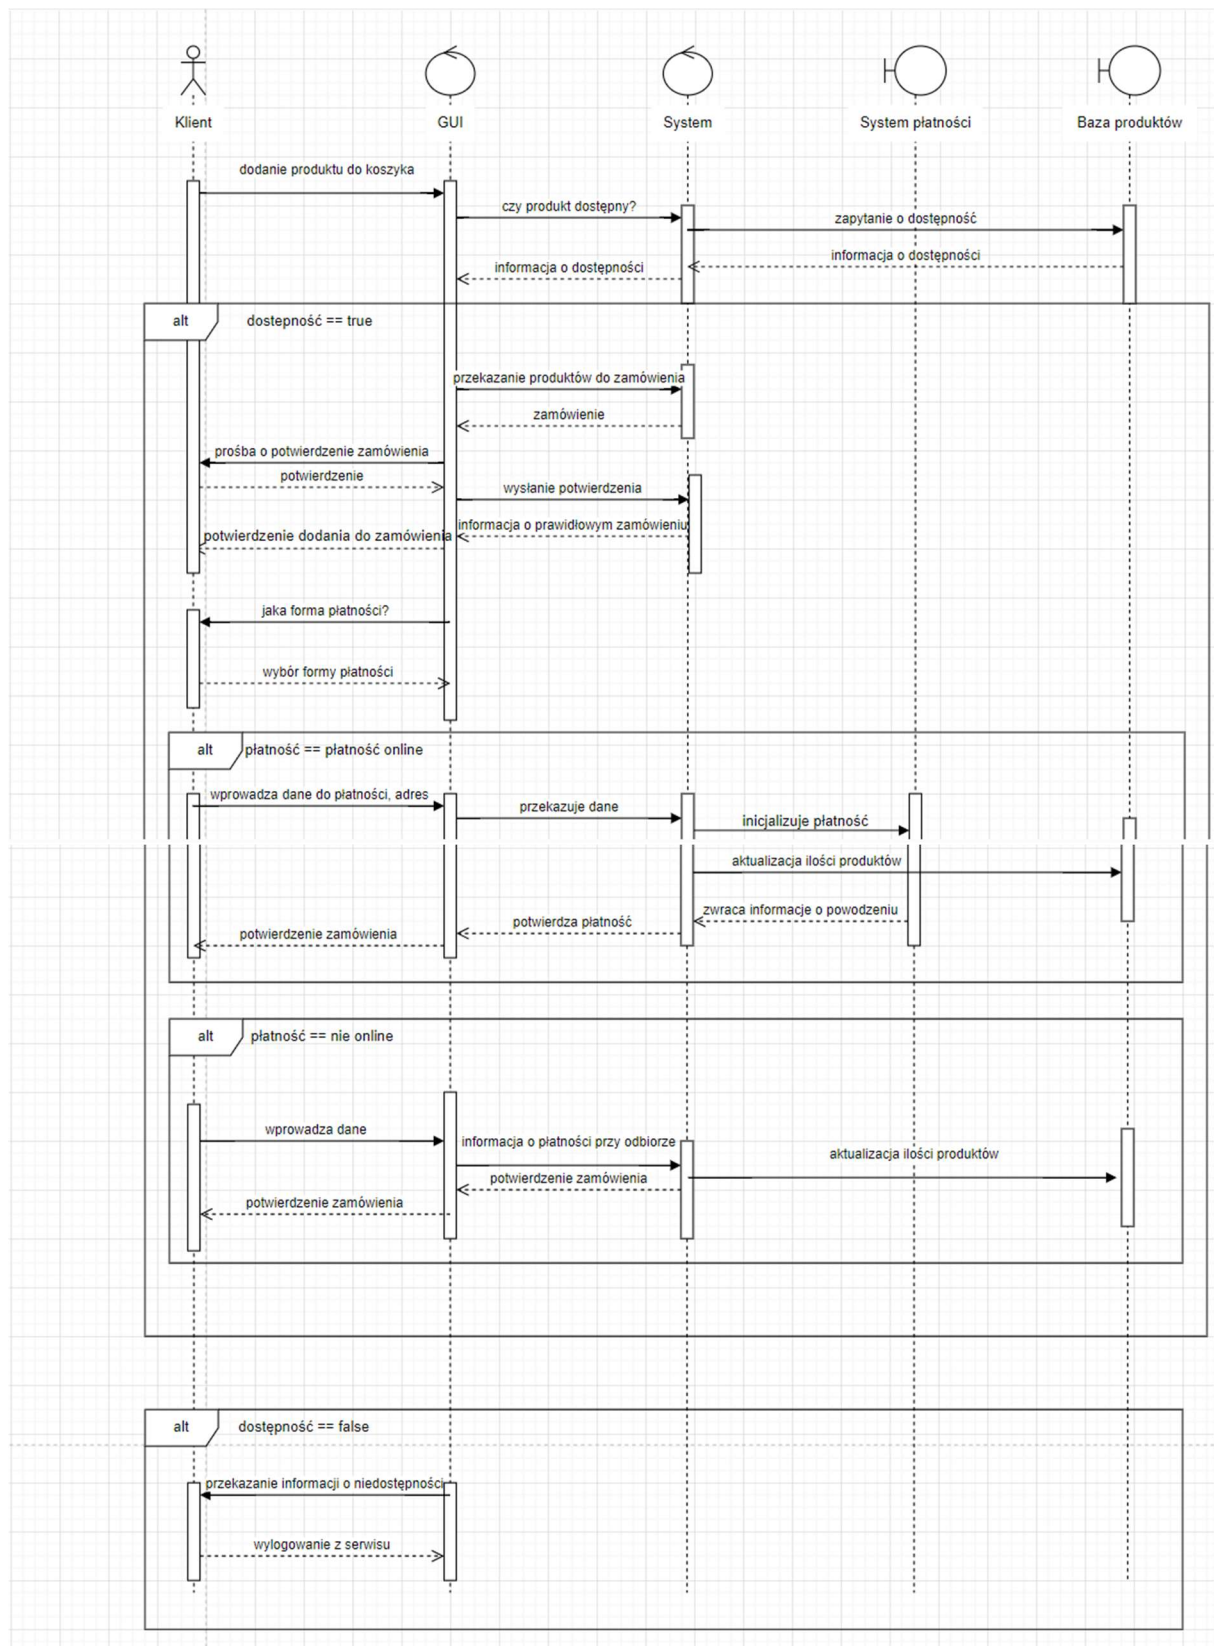 Klient
GUI
System
System płatności
Baza produktów
dodanie produktu do koszyka
czy produkt dostępny?
zapytanie o dostępność
informacja o dostępności
informacja o dostępności
alt
dostepność == true
przekazanie produktów do zamówienia
zamówienie
prośba o potwierdzenie zamówienia
potwierdzenie
wysłanie potwierdzenia
informacja o prawidłowym zamówieniu
potwierdzenie dodania do zamówienia
jaka forma płatności?
wybór formy płatności
alt
płatność == płatność online
wprowadza dane do płatności, adres
przekazuje dane
inicjalizuje płatność
aktualizacja ilości produktów
zwraca informacje o powodzeniu
potwierdza płatność
potwierdzenie zamówienia
alt
płatność == nie online
wprowadza dane
informacja o płatności przy odbiorze
aktualizacja ilości produktów
potwierdzenie zamówienia
potwierdzenie zamówienia
alt
dostępność == false
przekazanie informacji o niedostępności
wylogowanie z serwisu